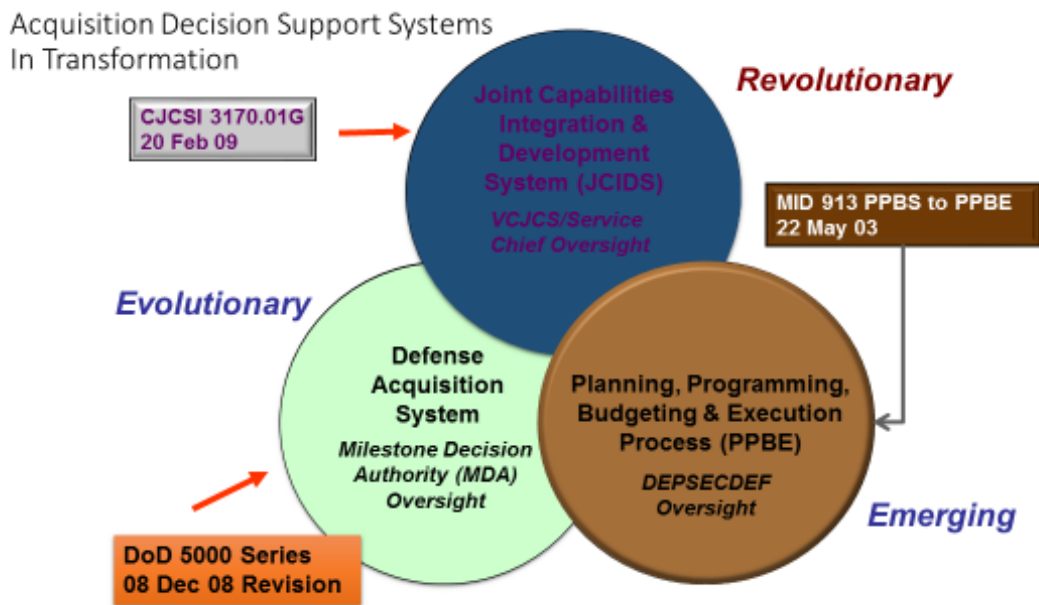 Acquisition Decision Support Systems
In Transformation
Revolutionary
CJCSI 3170.01G
20 Feb 09
Joint Capabilities
Integration &
Development
System (JCIDS)
VCJCS/Service
Chief Oversight
MID 913 PPBS to PPBE
22 May 03
Evolutionary
Defense
Acquisition
System
Milestone Decision
Authority (MDA)
Oversight
Planning, Programming,
Budgeting & Execution
Process (PPBE)
DEPSECDEF
Oversight
Emerging
DoD 5000 Series
08 Dec 08 Revision